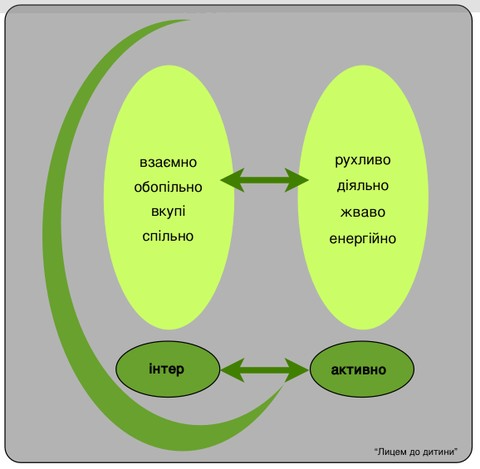 взаємно
обопільно
вкупі
спільно
рухливо
діяльно
жваво
енергійно
інтер
активно
“Лицем до дитини”